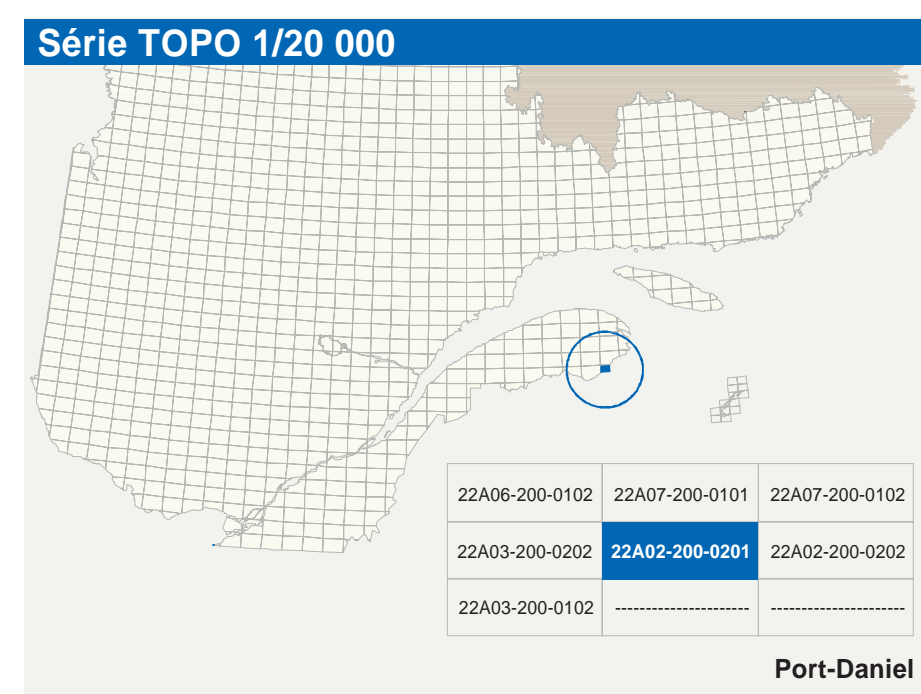 Série TOPO 1/20 000
22A06-200-0102 22A07-200-0101 22A07-200-0102
22A03-200-0202 22A02-200-0201 22A02-200-0202
22A03-200-0102 ---------------------- ----------------------
Port-Daniel